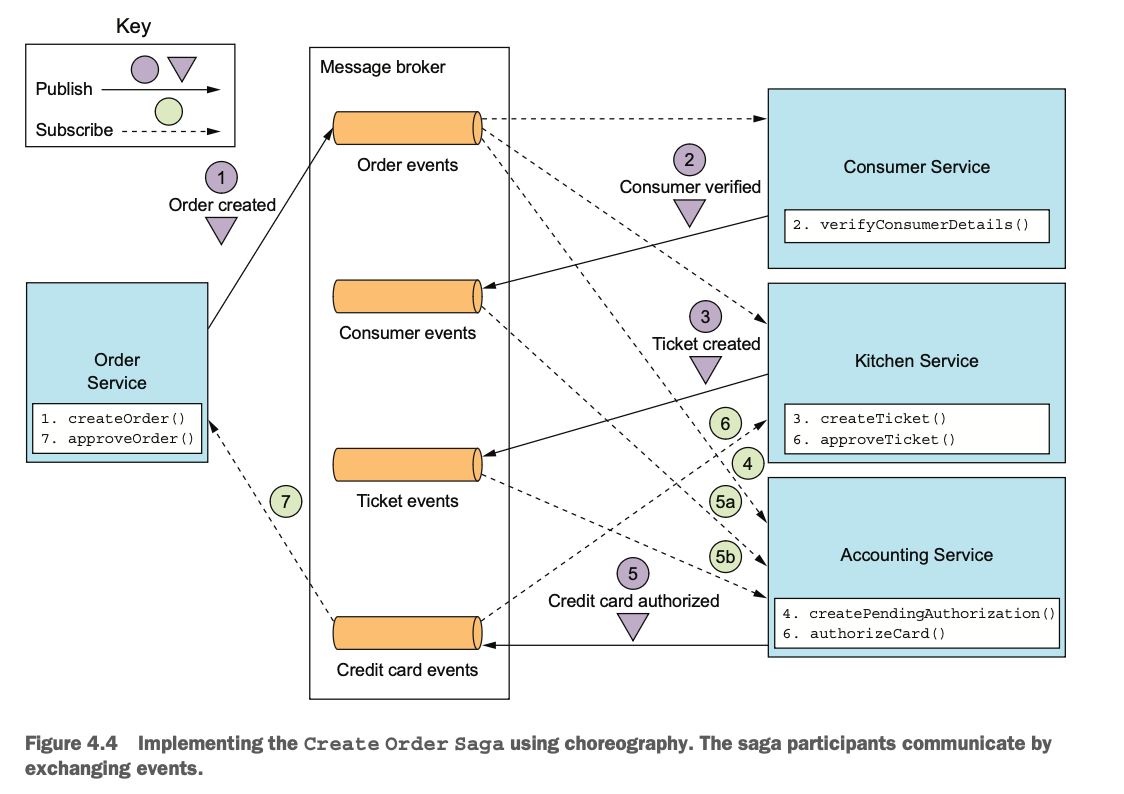 Key
Publish
Subscribe
Message broker
Order events
1
Order created
2
Consumer verified
Consumer Service
2. verifyConsumerDetails()
Consumer events
3
Ticket created
Order
Service
1. createOrder()
7. approveOrder()
Kitchen Service
3. createTicket()
6. approveTicket()
6
4
7
Ticket events
5a
5b
Accounting Service
4. createPendingAuthorization()
6. authorizeCard()
5
Credit card authorized
Credit card events
Figure 4.4 Implementing the Create Order Saga using choreography. The saga participants communicate by
exchanging events.